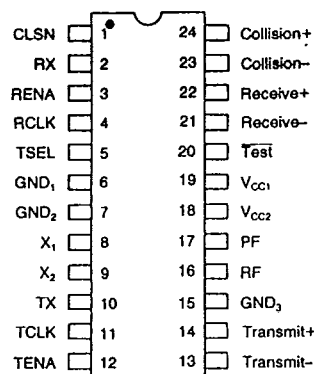 CLSN 1 24 Collision+
RX 2 23 Collision–
RENA 3 22 Receive+
RCLK 4 21 Receive–
TSEL 5 20 Test
GND₁ 6 19 VCC1
GND₂ 7 18 VCC2
X₁ 8 17 PF
X₂ 9 16 RF
TX 10 15 GND₃
TCLK 11 14 Transmit+
TENA 12 13 Transmit–